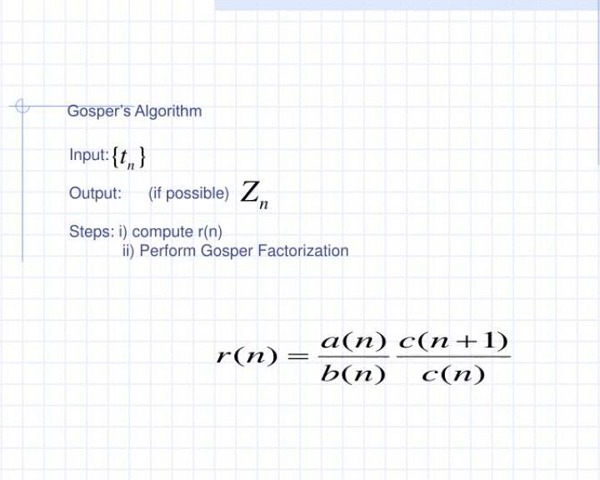 Gosper's Algorithm
Input: {t_n}
Output: (if possible) Z_n
Steps: i) compute r(n)
ii) Perform Gosper Factorization
r(n) = a(n)/b(n) c(n+1)/c(n)